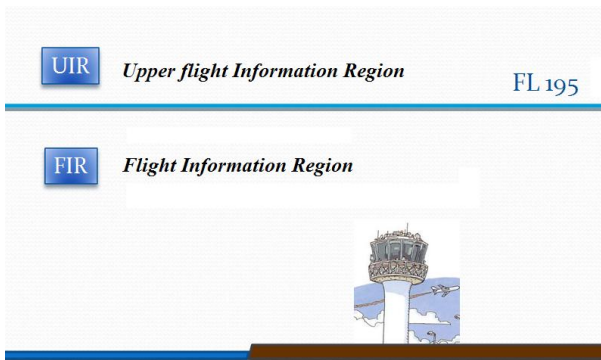 UIR
Upper flight Information Region
FL 195
FIR
Flight Information Region